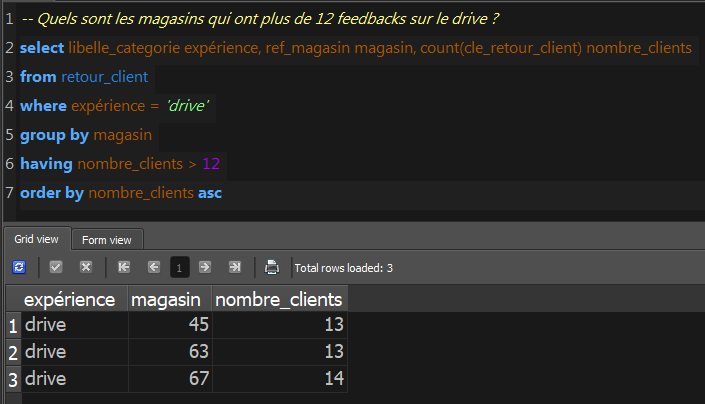 1 -- Quels sont les magasins qui ont plus de 12 feedbacks sur le drive ?
2 select libelle_categorie expérience, ref_magasin magasin, count(cle_retour_client) nombre_clients
3 from retour_client
4 where expérience = 'drive'
5 group by magasin
6 having nombre_clients > 12
7 order by nombre_clients asc
Grid view Form view
1 Total rows loaded: 3
expérience magasin nombre_clients
1 drive 45 13
2 drive 63 13
3 drive 67 14